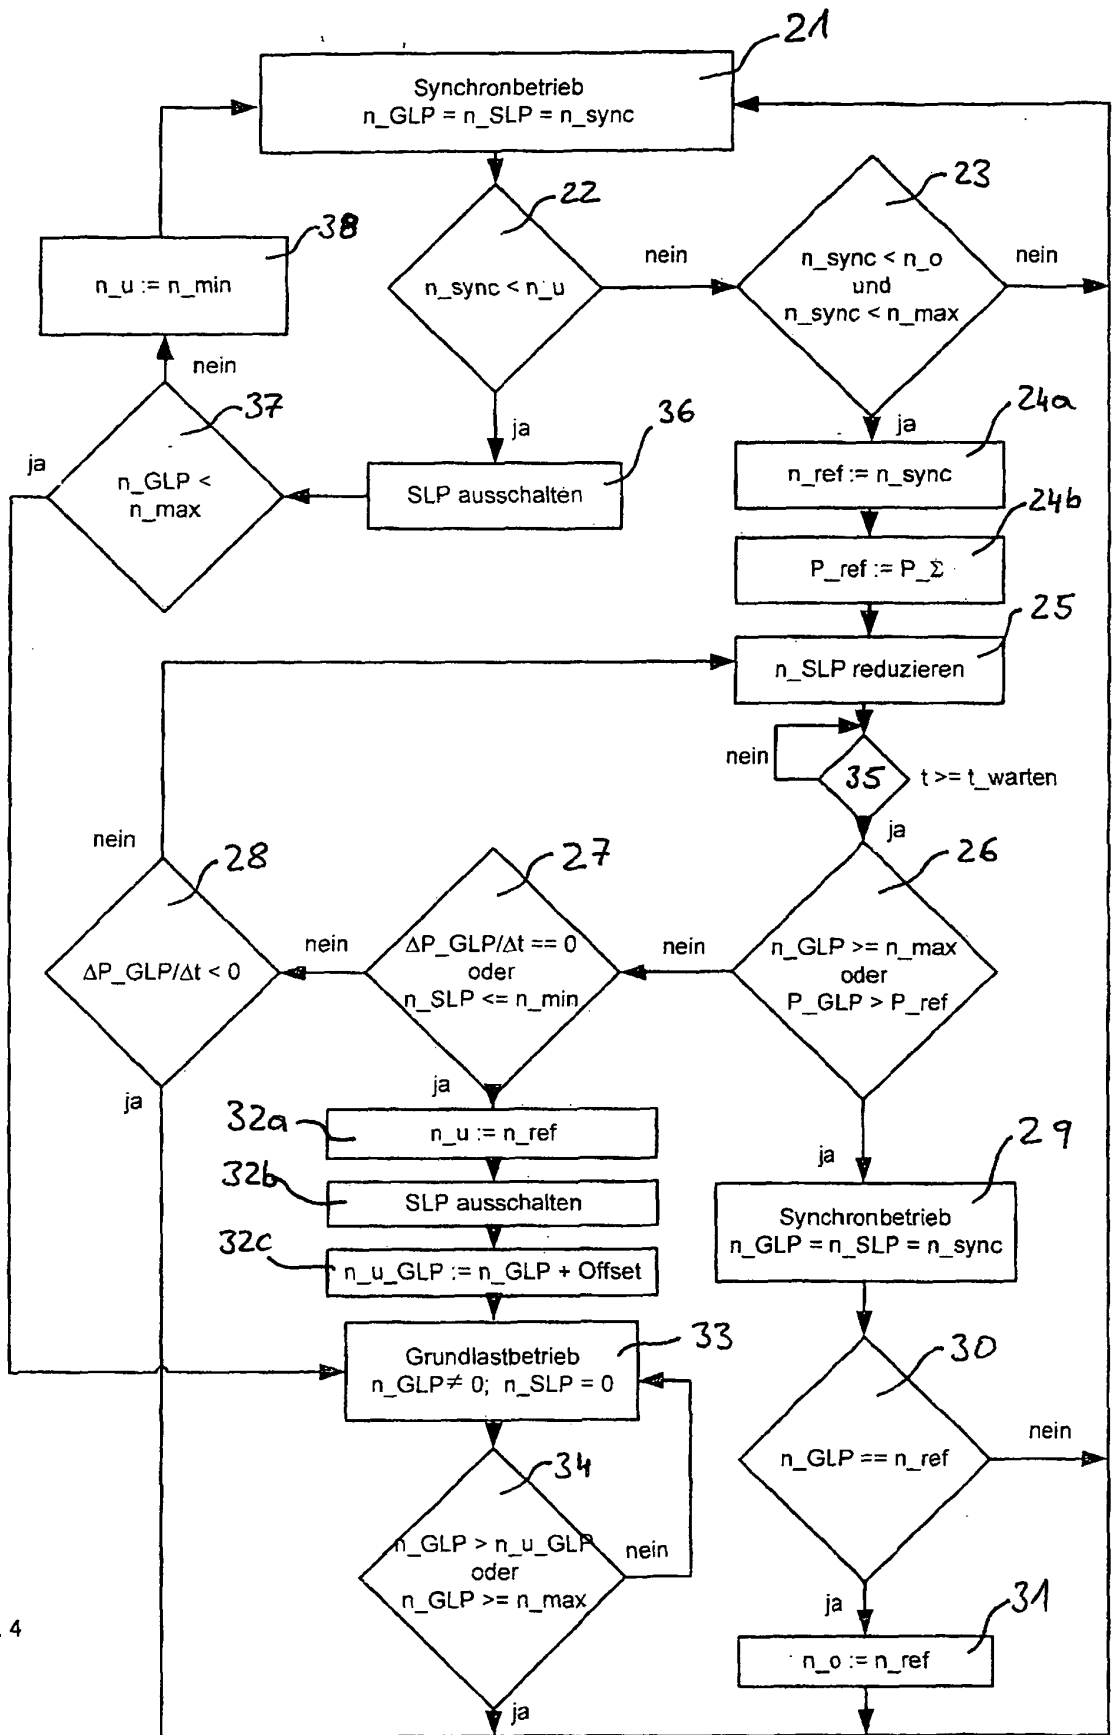 21
Synchronbetrieb
n_GLP = n_SLP = n_sync
22
23
38
n_sync < n_u
nein
n_sync < n_o
und
n_sync < n_max
nein
n_u := n_min
nein
ja
37
36
ja
24a
ja
n_GLP <
n_max
SLP ausschalten
n_ref := n_sync
24b
P_ref := P_Σ
25
n_SLP reduzieren
nein
35
t >= t_warten
nein
ja
28
27
26
ΔP_GLP/Δt < 0
nein
ΔP_GLP/Δt == 0
oder
n_SLP <= n_min
nein
n_GLP >= n_max
oder
P_GLP > P_ref
ja
ja
32a
n_u := n_ref
ja
29
32b
SLP ausschalten
Synchronbetrieb
n_GLP = n_SLP = n_sync
32c
n_u_GLP := n_GLP + Offset
33
Grundlastbetrieb
n_GLP ≠ 0; n_SLP = 0
30
n_GLP == n_ref
nein
34
n_GLP > n_u_GLP
oder
n_GLP >= n_max
nein
ja
31
. 4
n_o := n_ref
ja